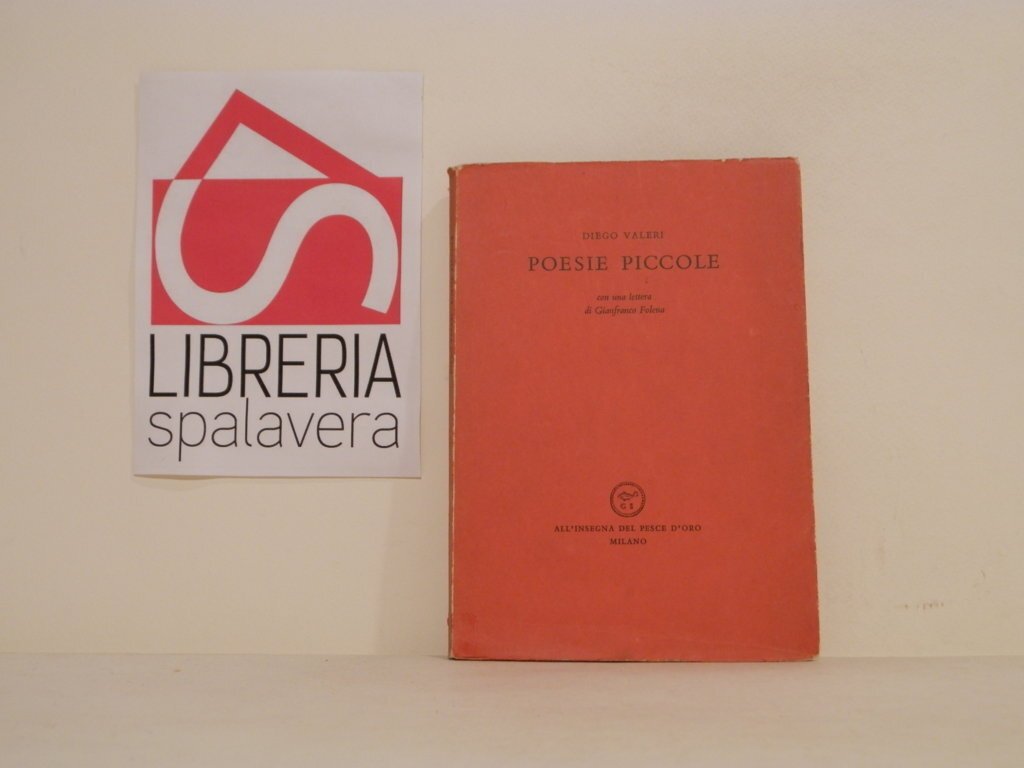 LIBRERIA
spalavera
DIEGO VALERI
POESIE PICCOLE
con una lettera
di Gianfranco Folena
G S
ALL'INSEGNA DEL PESCE D'ORO
MILANO